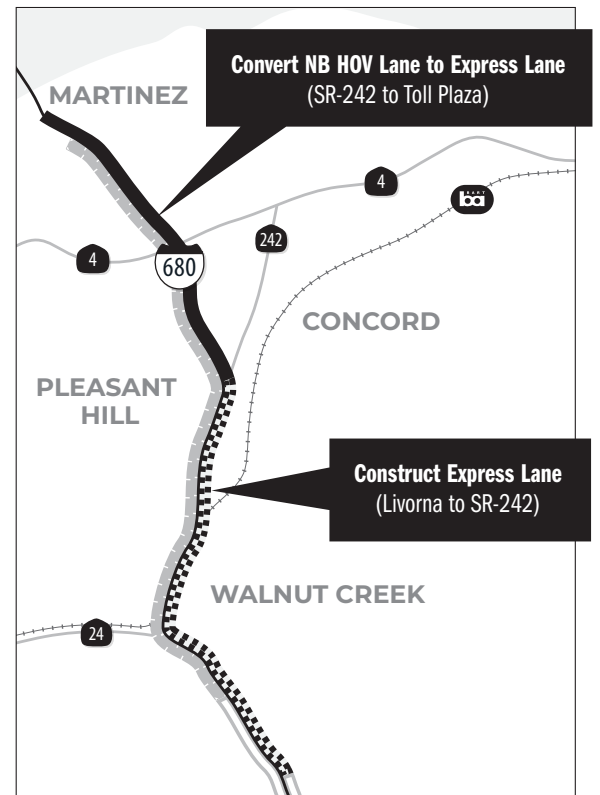 Convert NB HOV Lane to Express Lane
(SR-242 to Toll Plaza)
MARTINEZ
4
242
4
680
CONCORD
PLEASANT
HILL
Construct Express Lane
(Livorna to SR-242)
WALNUT CREEK
24